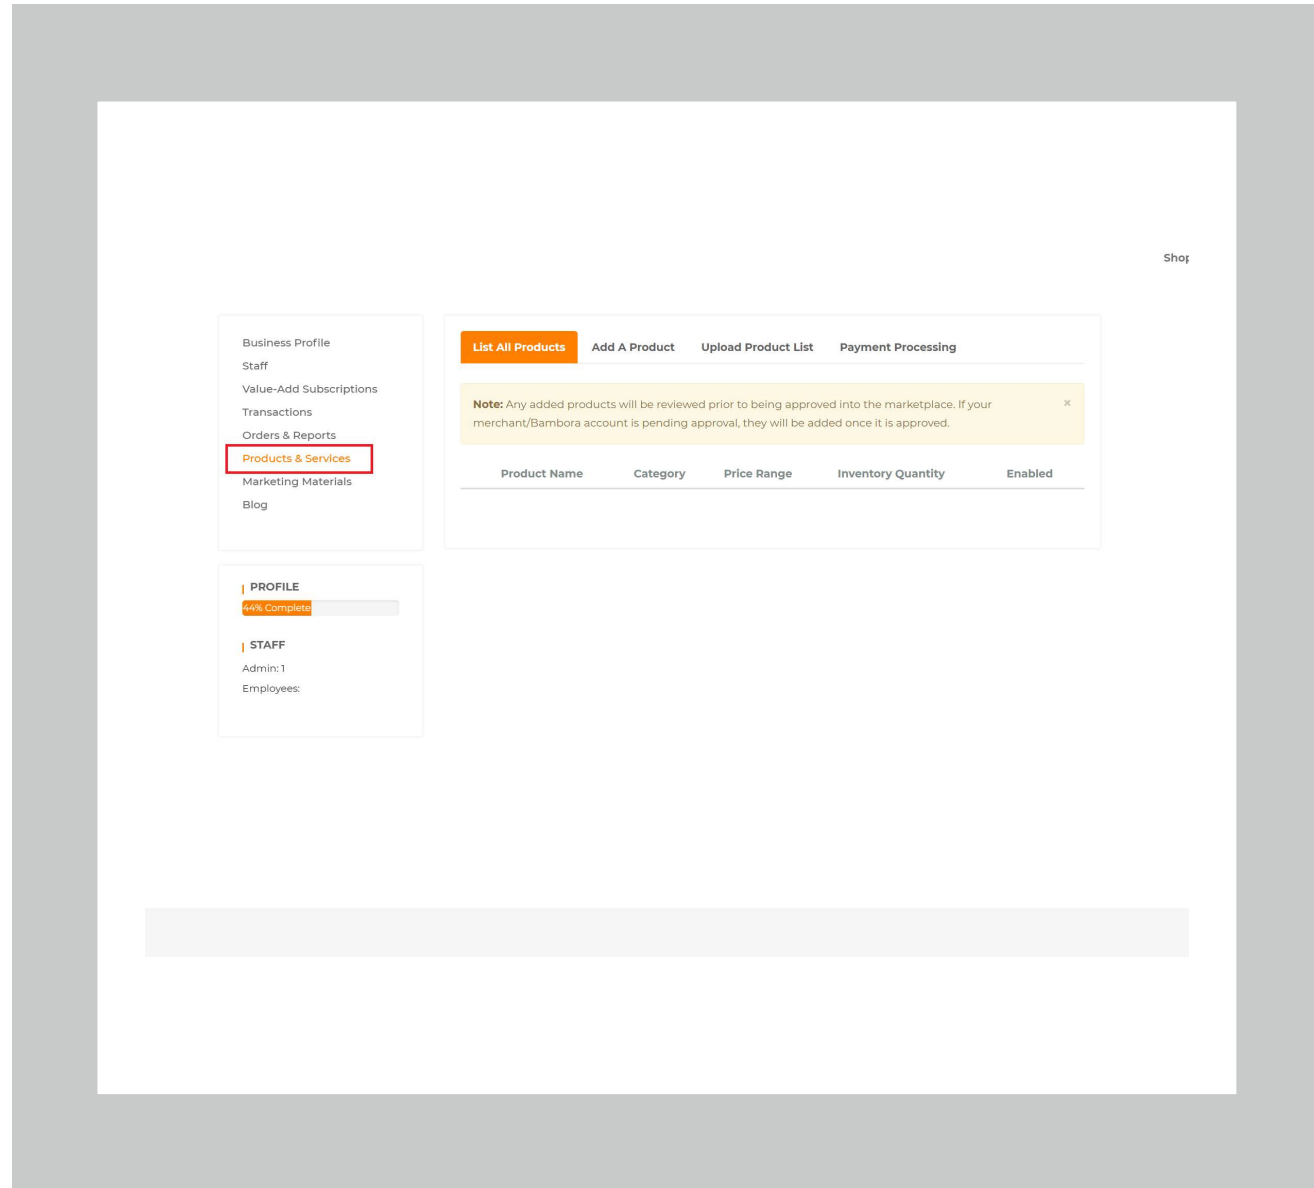 Shop
Business Profile
Staff
Value-Add Subscriptions
Transactions
Orders & Reports
Products & Services
Marketing Materials
Blog
List All Products Add A Product Upload Product List Payment Processing
Note: Any added products will be reviewed prior to being approved into the marketplace. If your ×
merchant/Bambora account is pending approval, they will be added once it is approved.
Product Name Category Price Range Inventory Quantity Enabled
PROFILE
44% Complete
STAFF
Admin: 1
Employees: